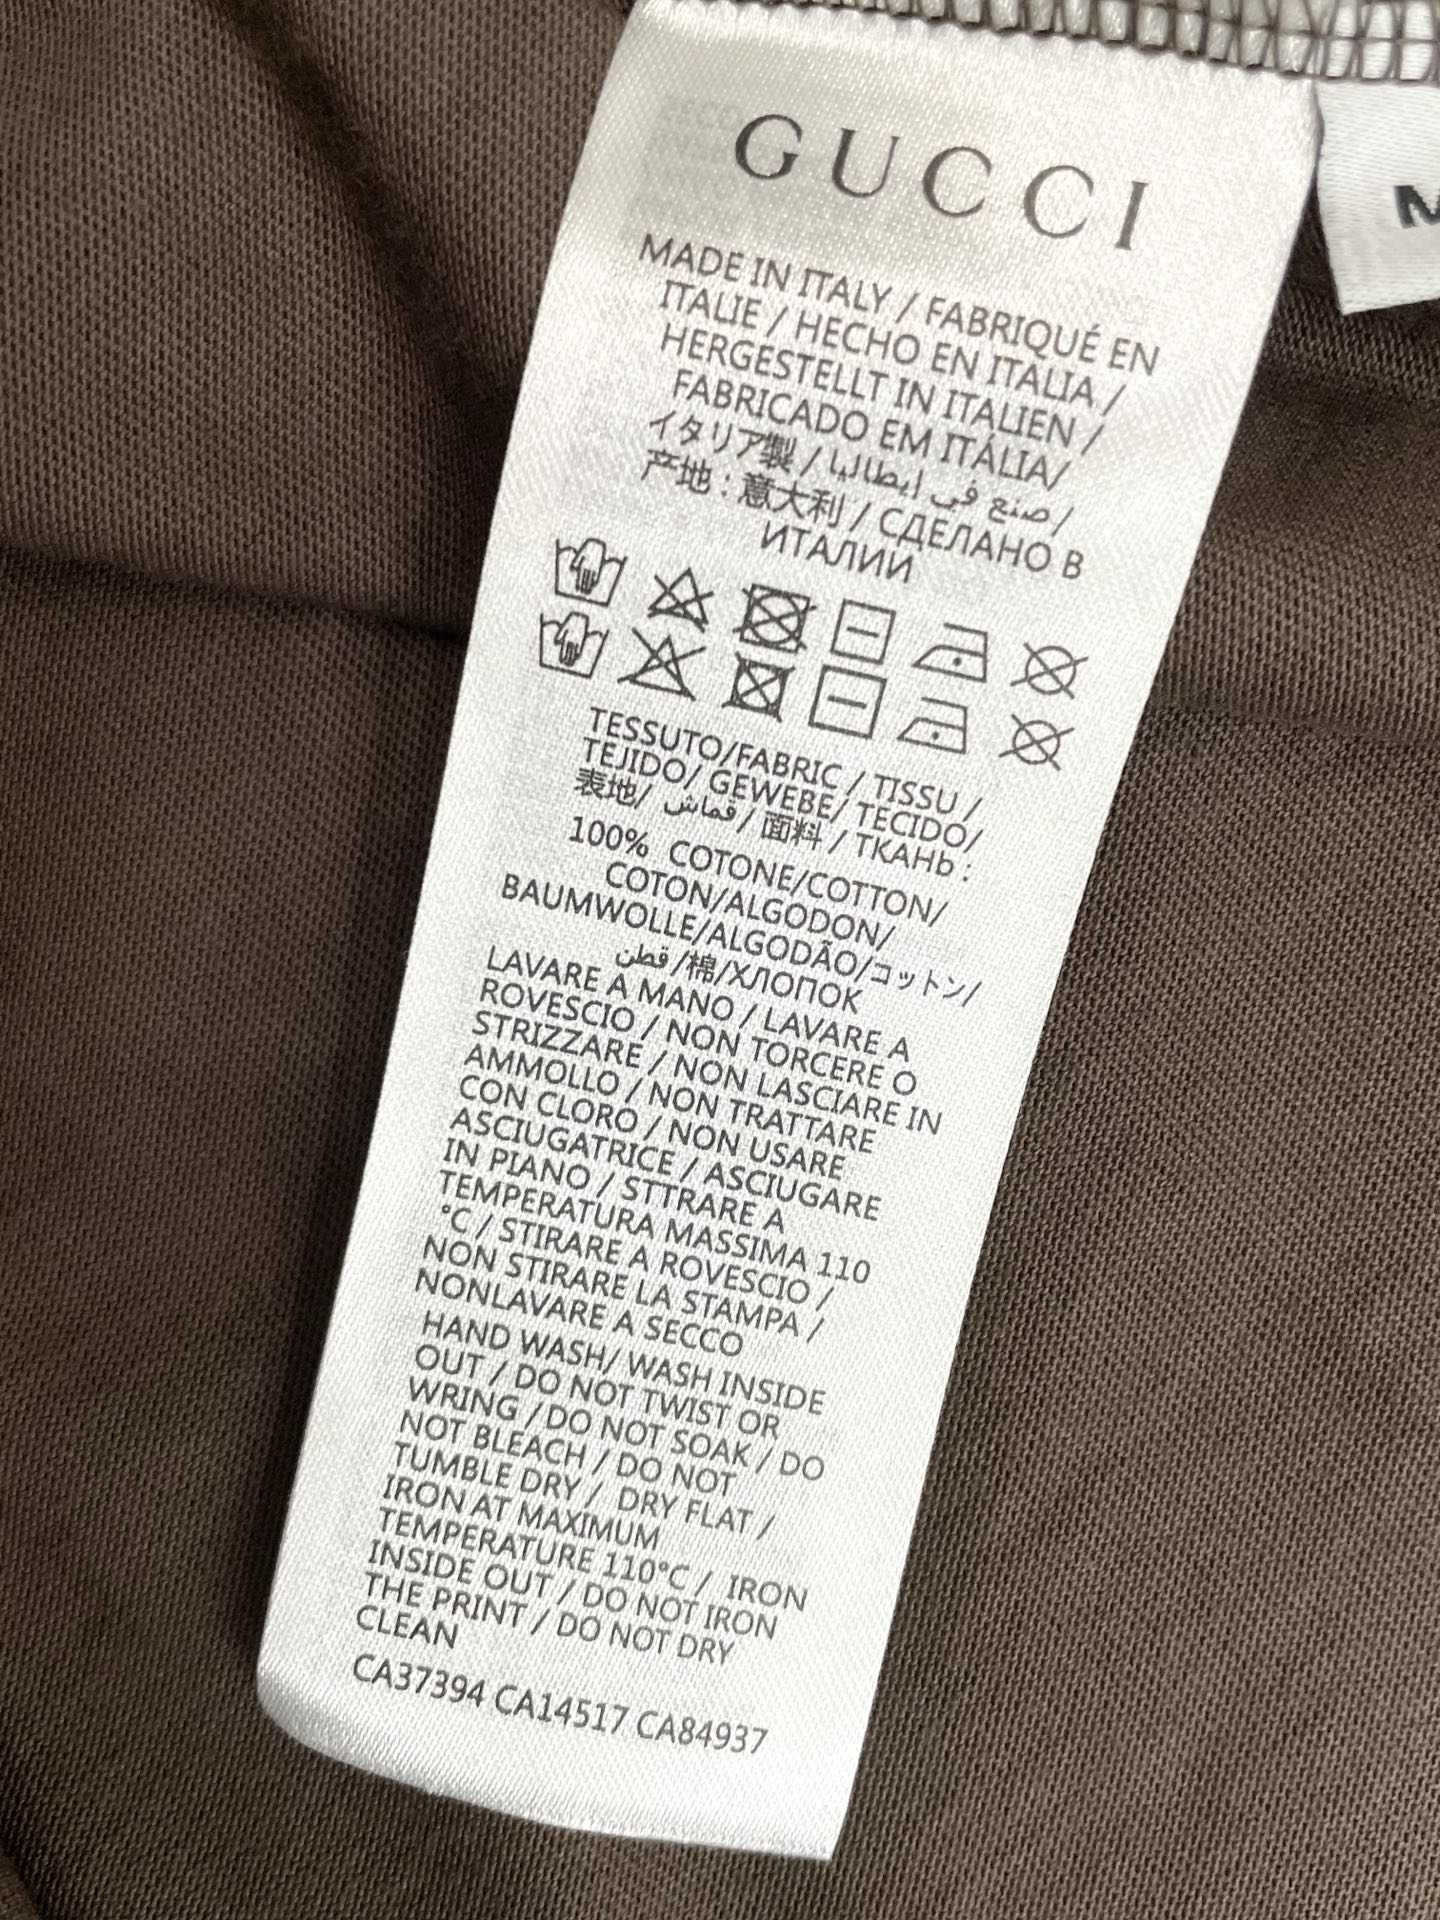 GUCCI
MADE IN ITALY / FABRIQUÉ EN
ITALIE / HECHO EN ITALIA /
HERGESTELLT IN ITALIEN /
FABRICADO EM ITÁLIA/
イタリア製 / صنع في إيطاليا /
产地 : 意大利 / СДЕЛАНО В
ИТАЛИИ
TESSUTO/FABRIC / TISSU /
TEJIDO/ GEWEBE/ TECIDO/
表地/ قماش / 面料 / ТКАНЬ :
100% COTONE/COTTON/
COTON/ALGODON/
BAUMWOLLE/ALGODÃO/コットン/
قطن /棉/ХЛОПОК
LAVARE A MANO / LAVARE A
ROVESCIO / NON TORCERE O
STRIZZARE / NON LASCIARE IN
AMMOLLO / NON TRATTARE
CON CLORO / NON USARE
ASCIUGATRICE / ASCIUGARE
IN PIANO / STTRARE A
TEMPERATURA MASSIMA 110
°C / STIRARE A ROVESCIO /
NON STIRARE LA STAMPA /
NONLAVARE A SECCO
HAND WASH/ WASH INSIDE
OUT / DO NOT TWIST OR
WRING /DO NOT SOAK / DO
NOT BLEACH / DO NOT
TUMBLE DRY / DRY FLAT /
IRON AT MAXIMUM
TEMPERATURE 110°C / IRON
INSIDE OUT / DO NOT IRON
THE PRINT / DO NOT DRY
CLEAN
CA37394 CA14517 CA84937
M